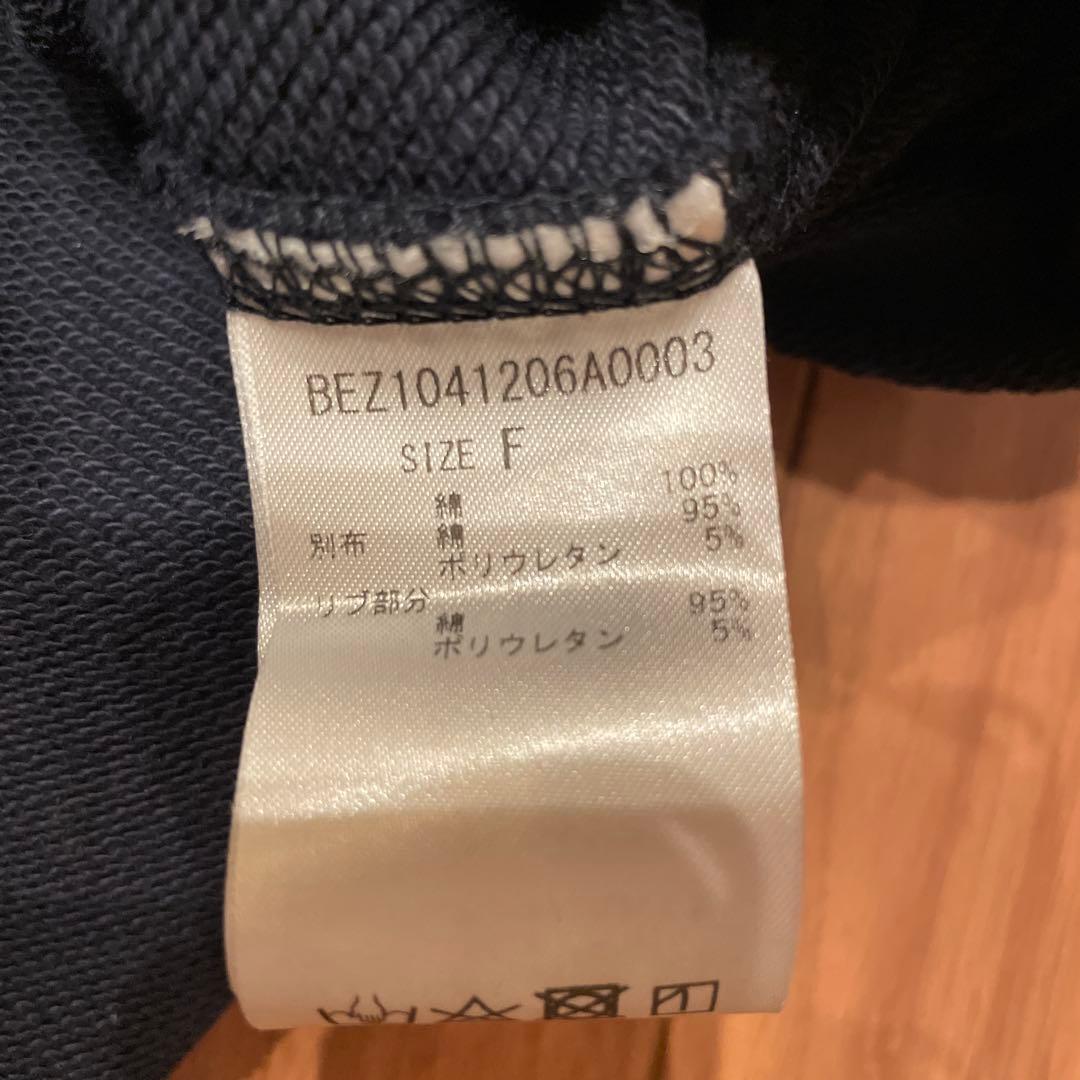 BEZ1041206A0003
SIZE F
綿 100%
別布 綿 95%
ポリウレタン 5%
リブ部分 綿 95%
ポリウレタン 5%